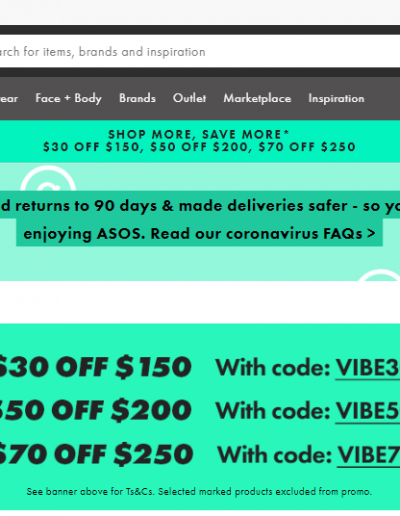 rch for items, brands and inspiration
ear Face + Body Brands Outlet Marketplace Inspiration
SHOP MORE, SAVE MORE*
$30 OFF $150, $50 OFF $200, $70 OFF $250
d returns to 90 days & made deliveries safer - so yo
enjoying ASOS. Read our coronavirus FAQs >
$30 OFF $150 With code: VIBE3
$50 OFF $200 With code: VIBE5
$70 OFF $250 With code: VIBE7
See banner above for Ts&Cs. Selected marked products excluded from promo.